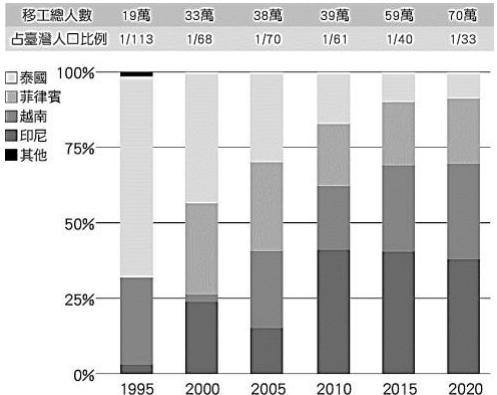 移工總人數 19萬 33萬 38萬 39萬 59萬 70萬
占臺灣人口比例 1/113 1/68 1/70 1/61 1/40 1/33
泰國
菲律賓
越南
印尼
其他
100%
75%
50%
25%
0%
1995 2000 2005 2010 2015 2020